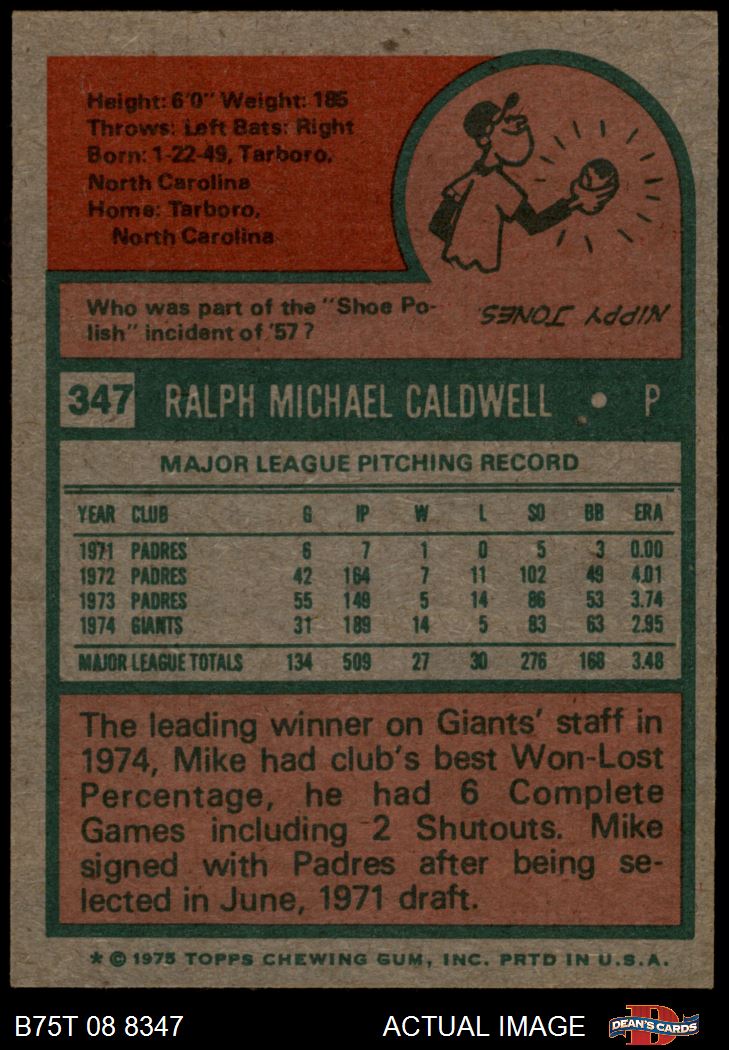 Height: 6'0" Weight: 185
Throws: Left Bats: Right
Born: 1-22-49, Tarboro,
North Carolina
Home: Tarboro,
North Carolina
Who was part of the "Shoe Po-
lish" incident of '57?
NIPPY JONES.
347 RALPH MICHAEL CALDWELL • P
MAJOR LEAGUE PITCHING RECORD
YEAR CLUB G IP W L SO BB ERA
1971 PADRES 6 7 1 0 5 3 0.00
1972 PADRES 42 164 7 11 102 49 4.01
1973 PADRES 55 149 5 14 86 53 3.74
1974 GIANTS 31 189 14 5 83 63 2.95
MAJOR LEAGUE TOTALS 134 509 27 30 276 168 3.48
The leading winner on Giants' staff in
1974, Mike had club's best Won-Lost
Percentage, he had 6 Complete
Games including 2 Shutouts. Mike
signed with Padres after being se-
lected in June, 1971 draft.
* © 1975 TOPPS CHEWING GUM, INC. PRTD IN U.S.A.
B75T 08 8347 ACTUAL IMAGE DEAN'S CARDS